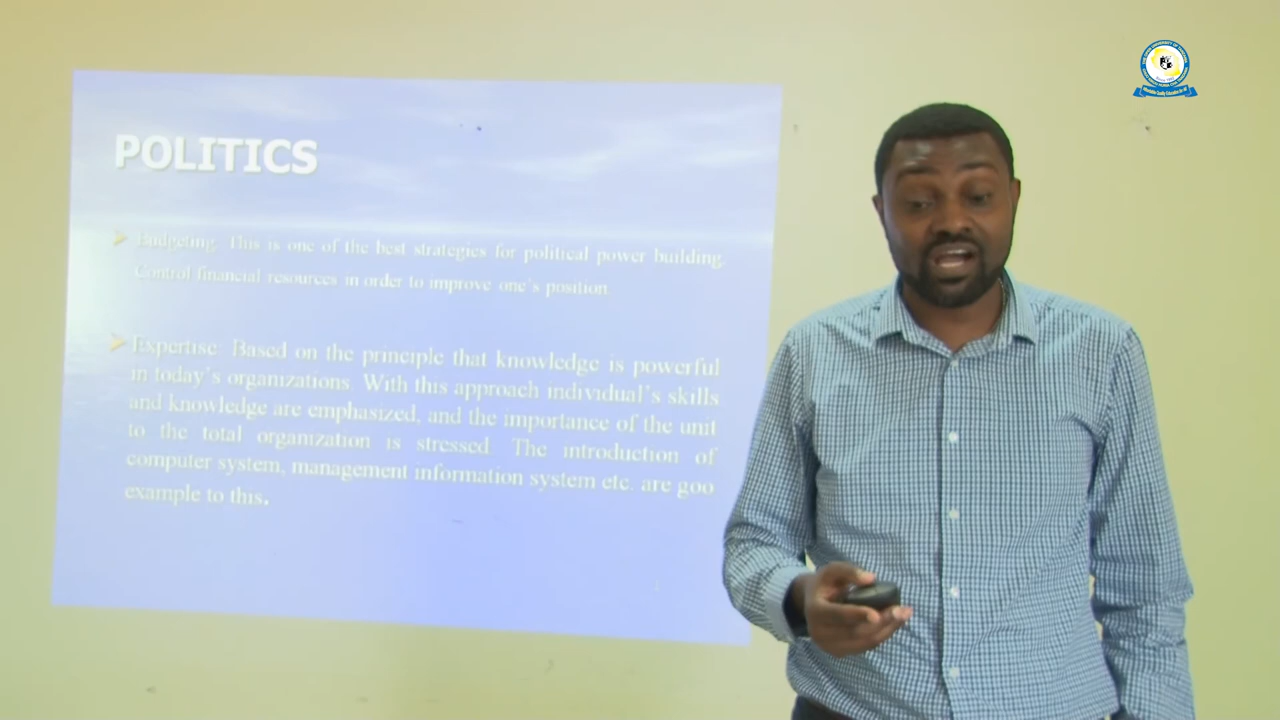 POLITICS
Budgeting: This is one of the best strategies for political power building.
Control financial resources in order to improve one's position.
Expertise: Based on the principle that knowledge is powerful
in today's organizations. With this approach individual's skills
and knowledge are emphasized, and the importance of the unit
to the total organization is stressed. The introduction of
computer system, management information system etc. are goo
example to this.